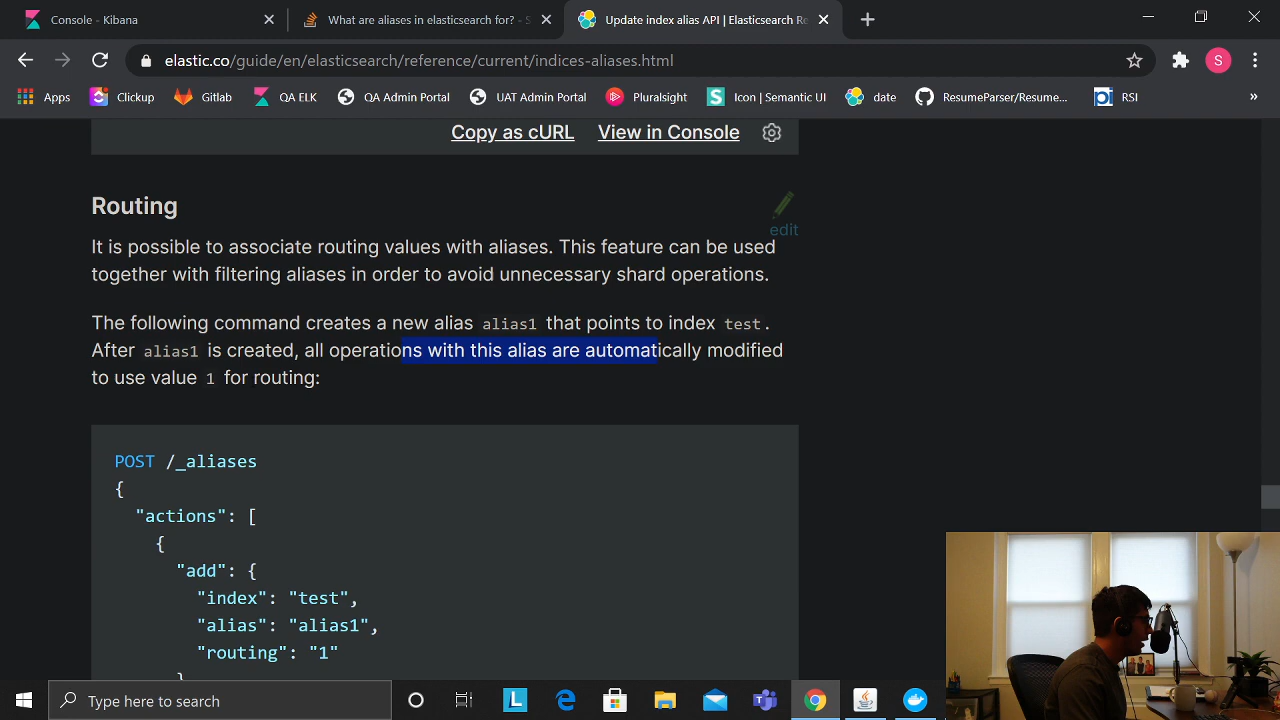 Console - Kibana
What are aliases in elasticsearch for? - S
Update index alias API | Elasticsearch Re
elastic.co/guide/en/elasticsearch/reference/current/indices-aliases.html
S
Apps
Clickup
Gitlab
QA ELK
QA Admin Portal
UAT Admin Portal
Pluralsight
S
Icon | Semantic UI
date
ResumeParser/Resume...
RSI
»
Copy as cURL
View in Console
Routing
edit
It is possible to associate routing values with aliases. This feature can be used
together with filtering aliases in order to avoid unnecessary shard operations.
The following command creates a new alias alias1 that points to index test.
After alias1 is created, all operations with this alias are automatically modified
to use value 1 for routing:
POST /_aliases
{
"actions": [
{
"add": {
"index": "test",
"alias": "alias1",
"routing": "1"
}
Type here to search
L